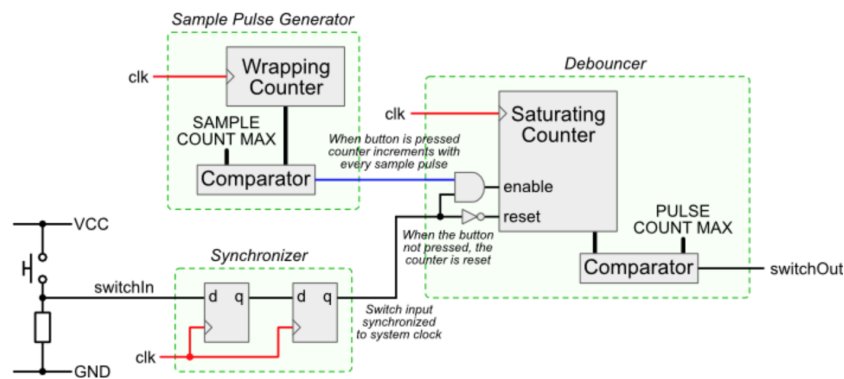 Sample Pulse Generator
clk
Wrapping
Counter
SAMPLE
COUNT MAX
Comparator
When button is pressed
counter increments with
every sample pulse
Debouncer
clk
Saturating
Counter
enable
reset
When the button
not pressed, the
counter is reset
PULSE
COUNT MAX
Comparator
switchOut
VCC
switchIn
GND
Synchronizer
d q
d q
clk
Switch input
synchronized
to system clock